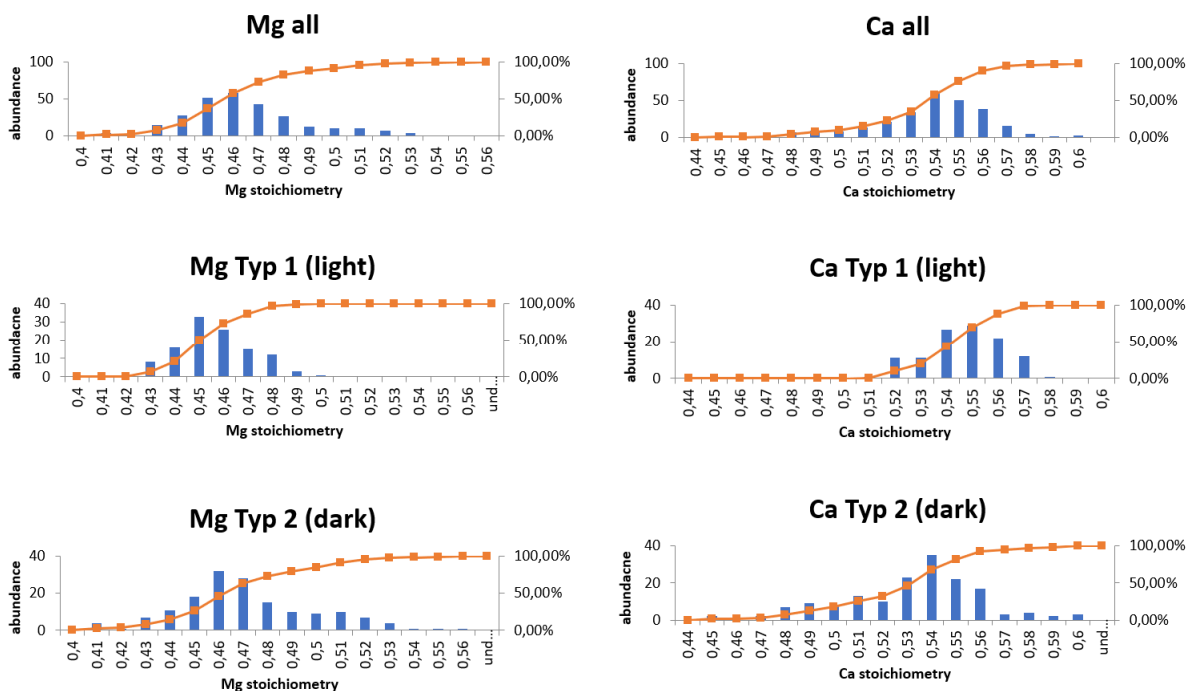 Mg all
abundance
100
50
0
100,00%
50,00%
0,00%
0,4 0,41 0,42 0,43 0,44 0,45 0,46 0,47 0,48 0,49 0,5 0,51 0,52 0,53 0,54 0,55 0,56
Mg stoichiometry
Ca all
abundance
100
50
0
100,00%
50,00%
0,00%
0,44 0,45 0,46 0,47 0,48 0,49 0,5 0,51 0,52 0,53 0,54 0,55 0,56 0,57 0,58 0,59 0,6
Ca stoichiometry
Mg Typ 1 (light)
abundacne
40
30
20
10
0
100,00%
50,00%
0,00%
0,4 0,41 0,42 0,43 0,44 0,45 0,46 0,47 0,48 0,49 0,5 0,51 0,52 0,53 0,54 0,55 0,56 und...
Mg stoichiometry
Ca Typ 1 (light)
abundance
40
20
0
100,00%
50,00%
0,00%
0,44 0,45 0,46 0,47 0,48 0,49 0,5 0,51 0,52 0,53 0,54 0,55 0,56 0,57 0,58 0,59 0,6
Ca stoichiometry
Mg Typ 2 (dark)
abundacne
40
20
0
100,00%
50,00%
0,00%
0,4 0,41 0,42 0,43 0,44 0,45 0,46 0,47 0,48 0,49 0,5 0,51 0,52 0,53 0,54 0,55 0,56 und...
Mg stoichiometry
Ca Typ 2 (dark)
abundacne
40
20
0
100,00%
50,00%
0,00%
0,44 0,45 0,46 0,47 0,48 0,49 0,5 0,51 0,52 0,53 0,54 0,55 0,56 0,57 0,58 0,59 0,6 und...
Ca stoichiometry